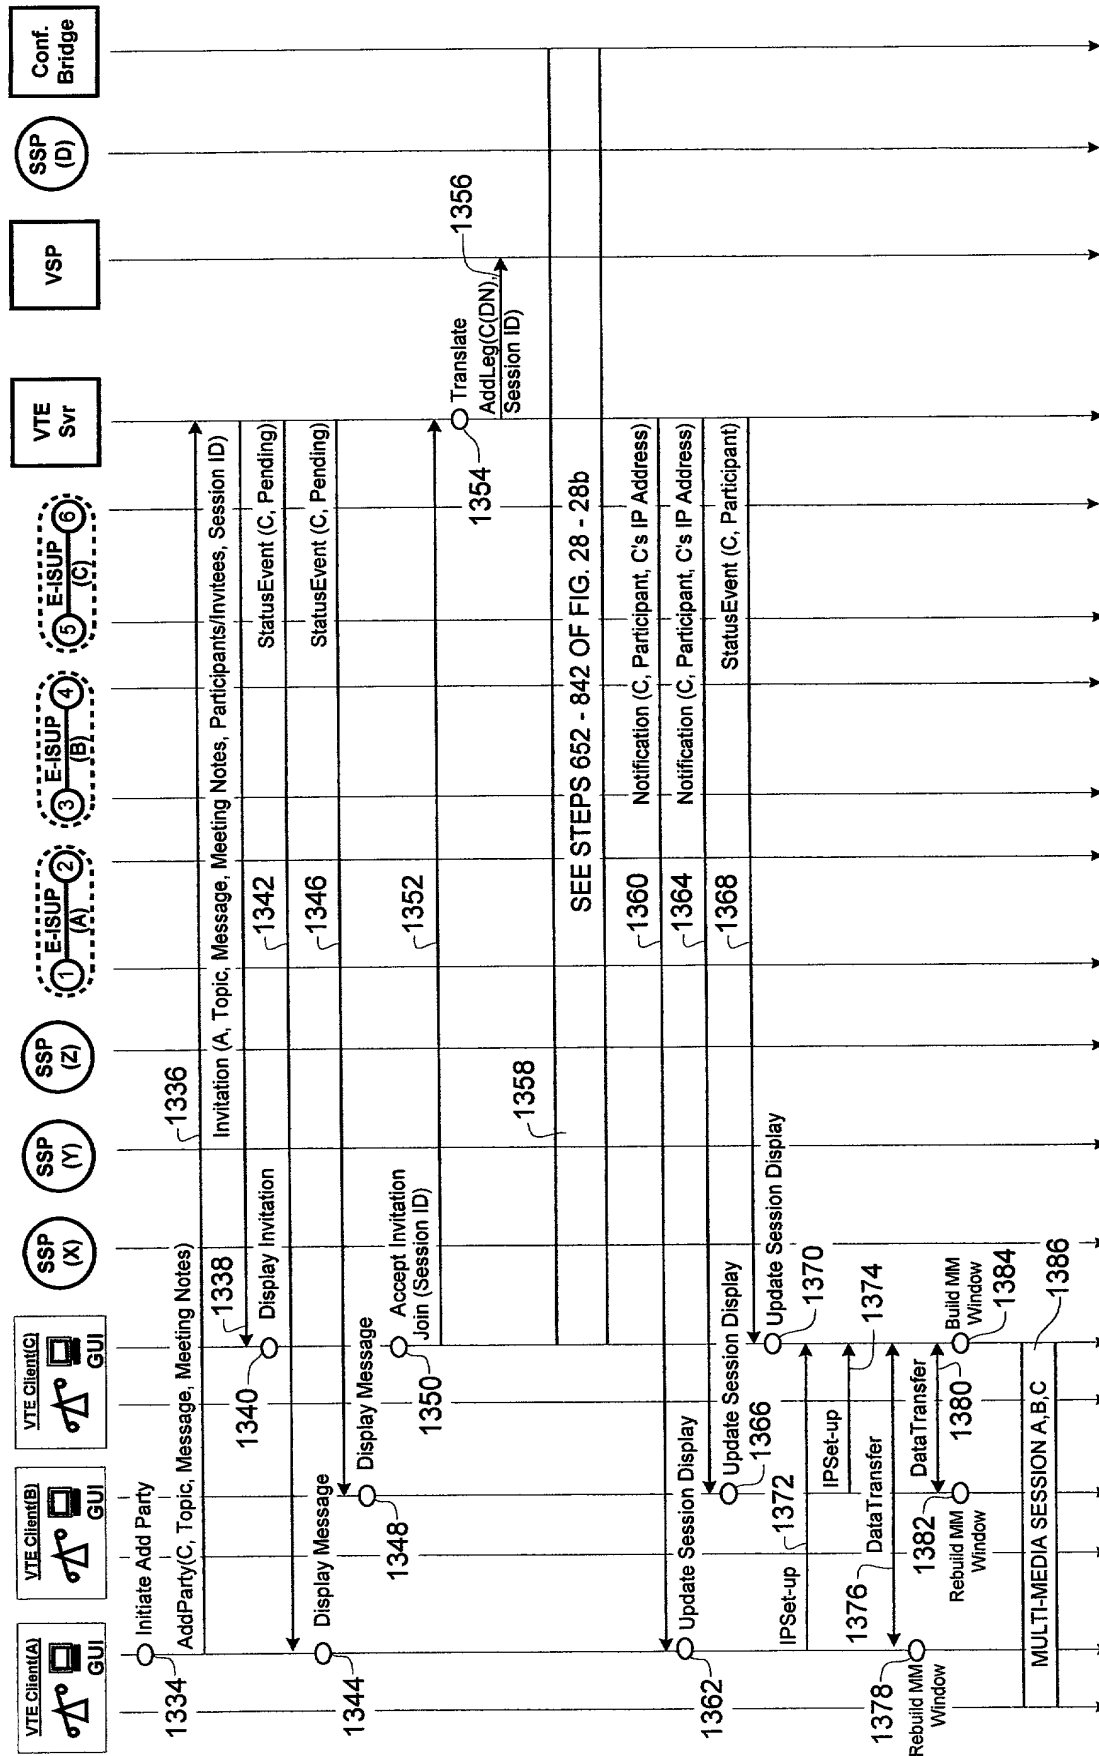 VTE Client(A)
GUI
VTE Client(B)
GUI
VTE Client(C)
GUI
SSP
(X)
SSP
(Y)
SSP
(Z)
1
E-ISUP
(A)
2
3
E-ISUP
(B)
4
5
E-ISUP
(C)
6
VTE
Svr
VSP
SSP
(D)
Conf.
Bridge
Initiate Add Party
1334
AddParty(C, Topic, Message, Meeting Notes)
1336
Invitation (A, Topic, Message, Meeting Notes, Participants/Invitees, Session ID)
1338
Display Invitation
1340
StatusEvent (C, Pending)
1342
Display Message
1344
StatusEvent (C, Pending)
1346
Display Message
1348
Accept Invitation
1350
Join (Session ID)
1352
Translate
1354
AddLeg(C(DN),
Session ID)
1356
SEE STEPS 652 - 842 OF FIG. 28 - 28b
1358
Notification (C, Participant, C's IP Address)
1360
Update Session Display
1362
Notification (C, Participant, C's IP Address)
1364
Update Session Display
1366
StatusEvent (C, Participant)
1368
Update Session Display
1370
IPSet-up
1372
IPSet-up
1374
DataTransfer
1376
1378
Rebuild MM
Window
DataTransfer
1380
1382
Rebuild MM
Window
Build MM
Window
1384
MULTI-MEDIA SESSION A,B,C
1386